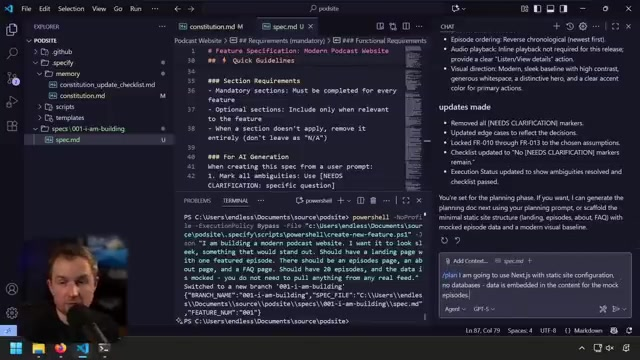 podsite
EXPLORER
PODSITE
.github
.specify
memory
constitution_update_checklist.md
constitution.md
scripts
templates
specs\001-i-am-building
spec.md
U
constitution.md
spec.md U
Podcast Website > ## Requirements (mandatory) > ### Functional Requirements
1 # Feature Specification: Modern Podcast Website
30 ## ⚡ Quick Guidelines
35 ### Section Requirements
36 - Mandatory sections: Must be completed for every feature
37 - Optional sections: Include only when relevant to the feature
38 - When a section doesn't apply, remove it entirely (don't leave as "N/A")
40 ### For AI Generation
41 When creating this spec from a user prompt:
42 1. Mark all ambiguities: Use [NEEDS CLARIFICATION: specific question]
PROBLEMS OUTPUT TERMINAL
powershell
PS C:\Users\endless\Documents\source\podsite> powershell -NoProfile -ExecutionPolicy Bypass -File
.specify/scripts/powershell/create-new-feature.ps1"
"I am building a modern podcast website. I want it to look
sleek, something that would stand out. Should have a landing
page with one featured episode. There should be an episodes
page, an about page, and a FAQ page. Should have 20 episodes, and the data is
mocked - you do not need to pull anything from any real feed."
Switched to a new branch '001-i-am-building'
{"BRANCH_NAME":"001-i-am-building","SPEC_FILE":"C:\\Users\\endless\\Documents\\source\\podsite\\specs\\001-i-am-building\\spec.md"
,"FEATURE_NUM":"001"}
PS C:\Users\endless\Documents\source\podsite>
CHAT
• Episode ordering: Reverse chronological (newest first).
• Audio playback: Inline playback not required for this release;
provide a clear "Listen/View details" action.
• Visual direction: Modern, sleek baseline with high contrast,
generous whitespace, a distinctive hero, and a clear accent
color for primary actions.
updates made
• Removed all [NEEDS CLARIFICATION] markers.
• Updated edge cases to reflect the decisions.
• Locked FR-010 through FR-013 to the chosen assumptions.
• Checklist updated to "No [NEEDS CLARIFICATION] markers
remain."
• Execution Status updated to show ambiguities resolved and
checklist passed.
You're set for the planning phase. If you want, I can generate the
planning doc next using your planning prompt, or scaffold the
minimal static site structure (landing, episodes, about, FAQ)
with mocked episode data and a modern visual baseline.
Add Context...
spec.md
/plan I am going to use Next.js with static site configuration,
no databases - data is embedded in the content for the mock
episodes.
Agent GPT-5
Ln 87, Col 79